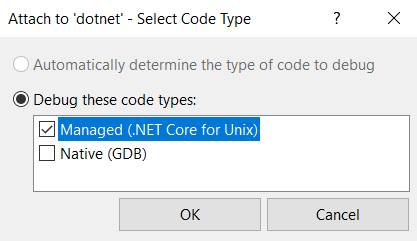 Attach to 'dotnet' - Select Code Type
Automatically determine the type of code to debug
Debug these code types:
Managed (.NET Core for Unix)
Native (GDB)
OK Cancel